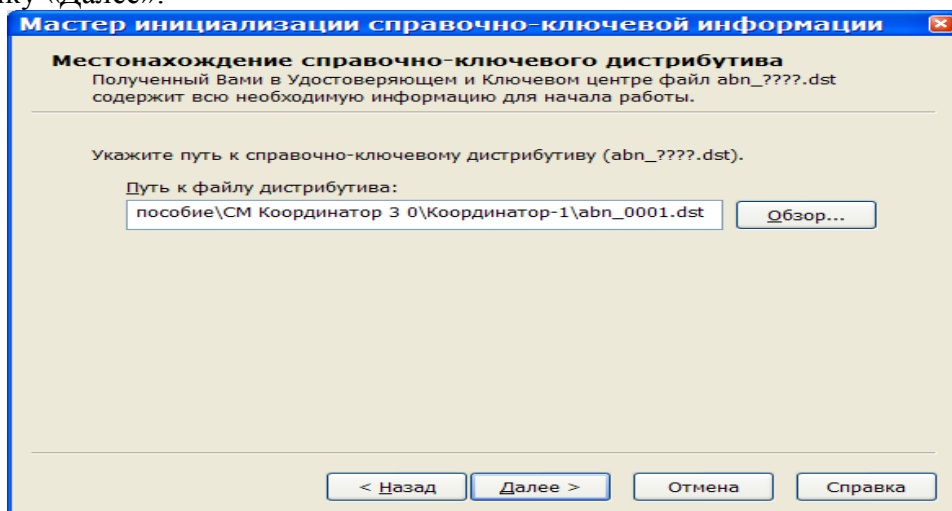 «Далее».
Мастер инициализации справочно-ключевой информации
Местонахождение справочно-ключевого дистрибутива
Полученный Вами в Удостоверяющем и Ключевом центре файл abn_????.dst
содержит всю необходимую информацию для начала работы.
Укажите путь к справочно-ключевому дистрибутиву (abn_????.dst).
Путь к файлу дистрибутива:
пособие\СМ Координатор 3 0\Координатор-1\abn_0001.dst Обзор...
< Назад Далее > Отмена Справка